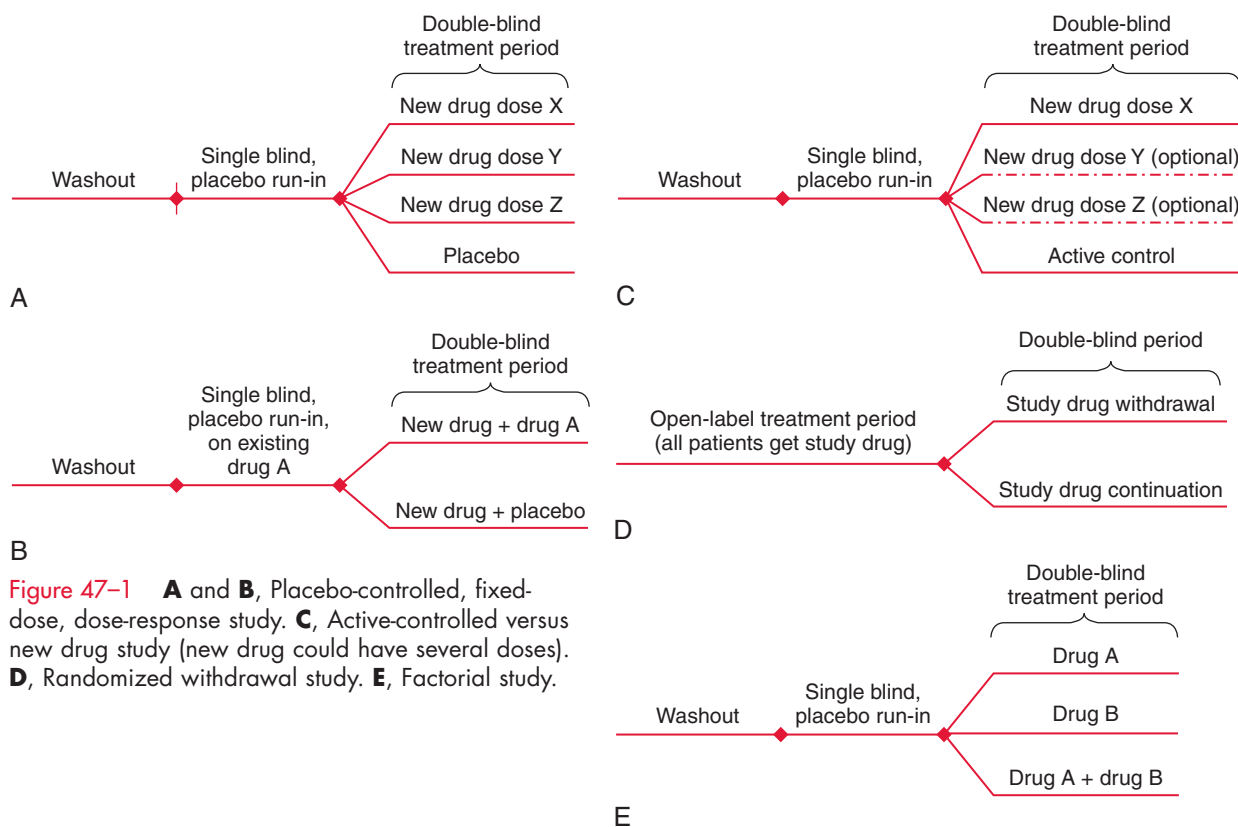 Double-blind
treatment period
New drug dose X
Single blind,
placebo run-in
New drug dose Y
Washout
New drug dose Z
Placebo
A
Double-blind
treatment period
Single blind,
placebo run-in,
on existing
drug A
New drug + drug A
Washout
New drug + placebo
B
Figure 47–1 A and B, Placebo-controlled, fixed-
dose, dose-response study. C, Active-controlled versus
new drug study (new drug could have several doses).
D, Randomized withdrawal study. E, Factorial study.
Double-blind
treatment period
New drug dose X
Single blind,
placebo run-in
New drug dose Y (optional)
Washout
New drug dose Z (optional)
Active control
C
Double-blind period
Study drug withdrawal
Open-label treatment period
(all patients get study drug)
Study drug continuation
D
Double-blind
treatment period
Drug A
Single blind,
placebo run-in
Drug B
Washout
Drug A + drug B
E